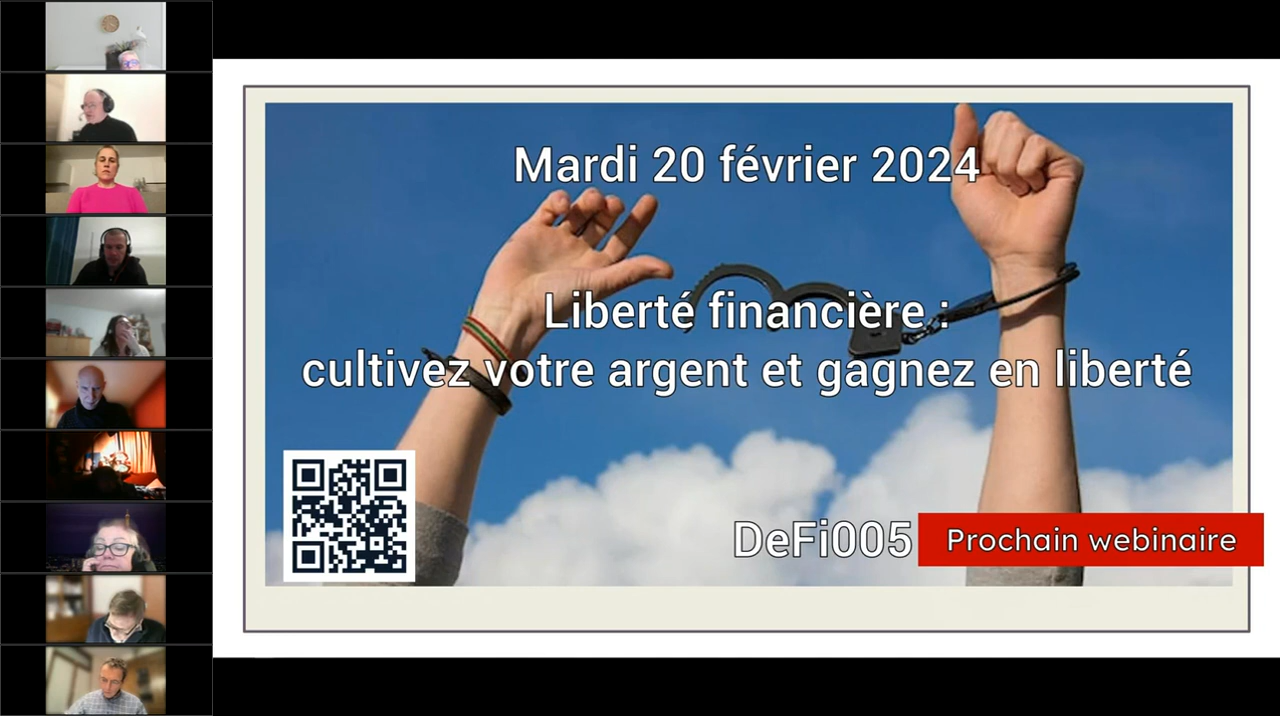 Mardi 20 février 2024
Liberté financière :
cultivez votre argent et gagnez en liberté
DeFi005
Prochain webinaire